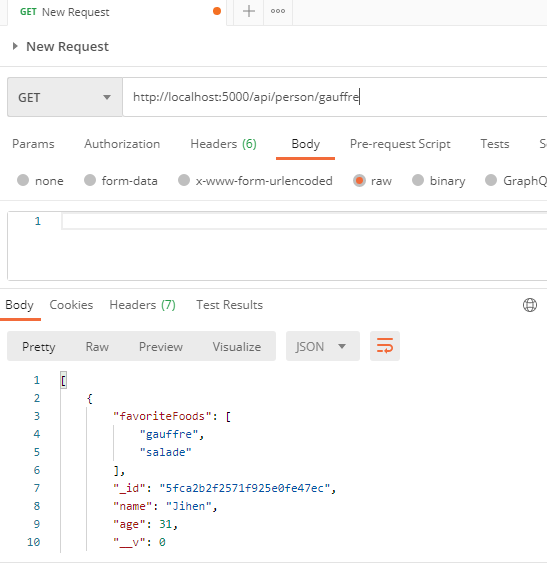 GET New Request
New Request
GET http://localhost:5000/api/person/gauffre
Params Authorization Headers (6) Body Pre-request Script Tests S
none form-data x-www-form-urlencoded raw binary GraphQ
1
Body Cookies Headers (7) Test Results
Pretty Raw Preview Visualize JSON
1 [
2 {
3 "favoriteFoods": [
4 "gauffre",
5 "salade"
6 ],
7 "_id": "5fca2b2f2571f925e0fe47ec",
8 "name": "Jihen",
9 "age": 31,
10 "__v": 0